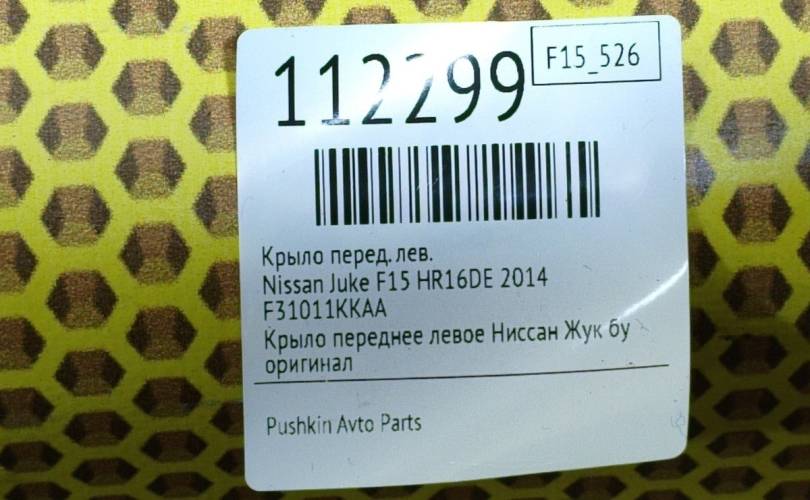 112299
F15_526
Крыло перед. лев.
Nissan Juke F15 HR16DE 2014
F31011KKAA
Крыло переднее левое Ниссан Жук бу
оригинал
Pushkin Avto Parts